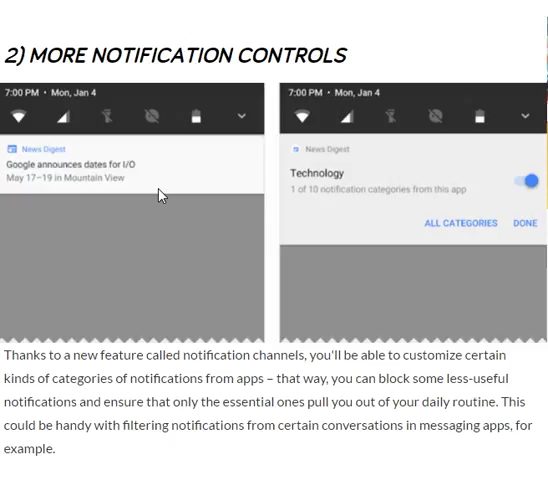 2) MORE NOTIFICATION CONTROLS
7:00 PM • Mon, Jan 4
News Digest
Google announces dates for I/O
May 17–19 in Mountain View
7:00 PM • Mon, Jan 4
News Digest
Technology
1 of 10 notification categories from this app
ALL CATEGORIES DONE
Thanks to a new feature called notification channels, you'll be able to customize certain
kinds of categories of notifications from apps – that way, you can block some less-useful
notifications and ensure that only the essential ones pull you out of your daily routine. This
could be handy with filtering notifications from certain conversations in messaging apps, for
example.